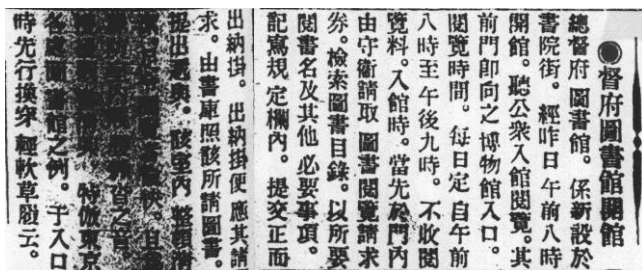 ●督府圖書館開館
總督府圖書館。係新設於
書院街。經昨日午前八時
開館。聽公衆入館閱覽。其
前門卽向之博物館入口。
閱覽時間。每日定自午前
八時至午後九時。不收閱
覽料。入館時。當先於門內
由守衛請取圖書閱覽請求
券。檢索圖書目錄。以所要
閱書名及其他必要事項。
記寫規定欄內。提交正面
出納掛。出納掛便應其請
求。由書庫照該所請圖書。
提出 與。該室內整頓
特倣東京
圖書館之例。于入口
時先行換穿輕軟草履云。